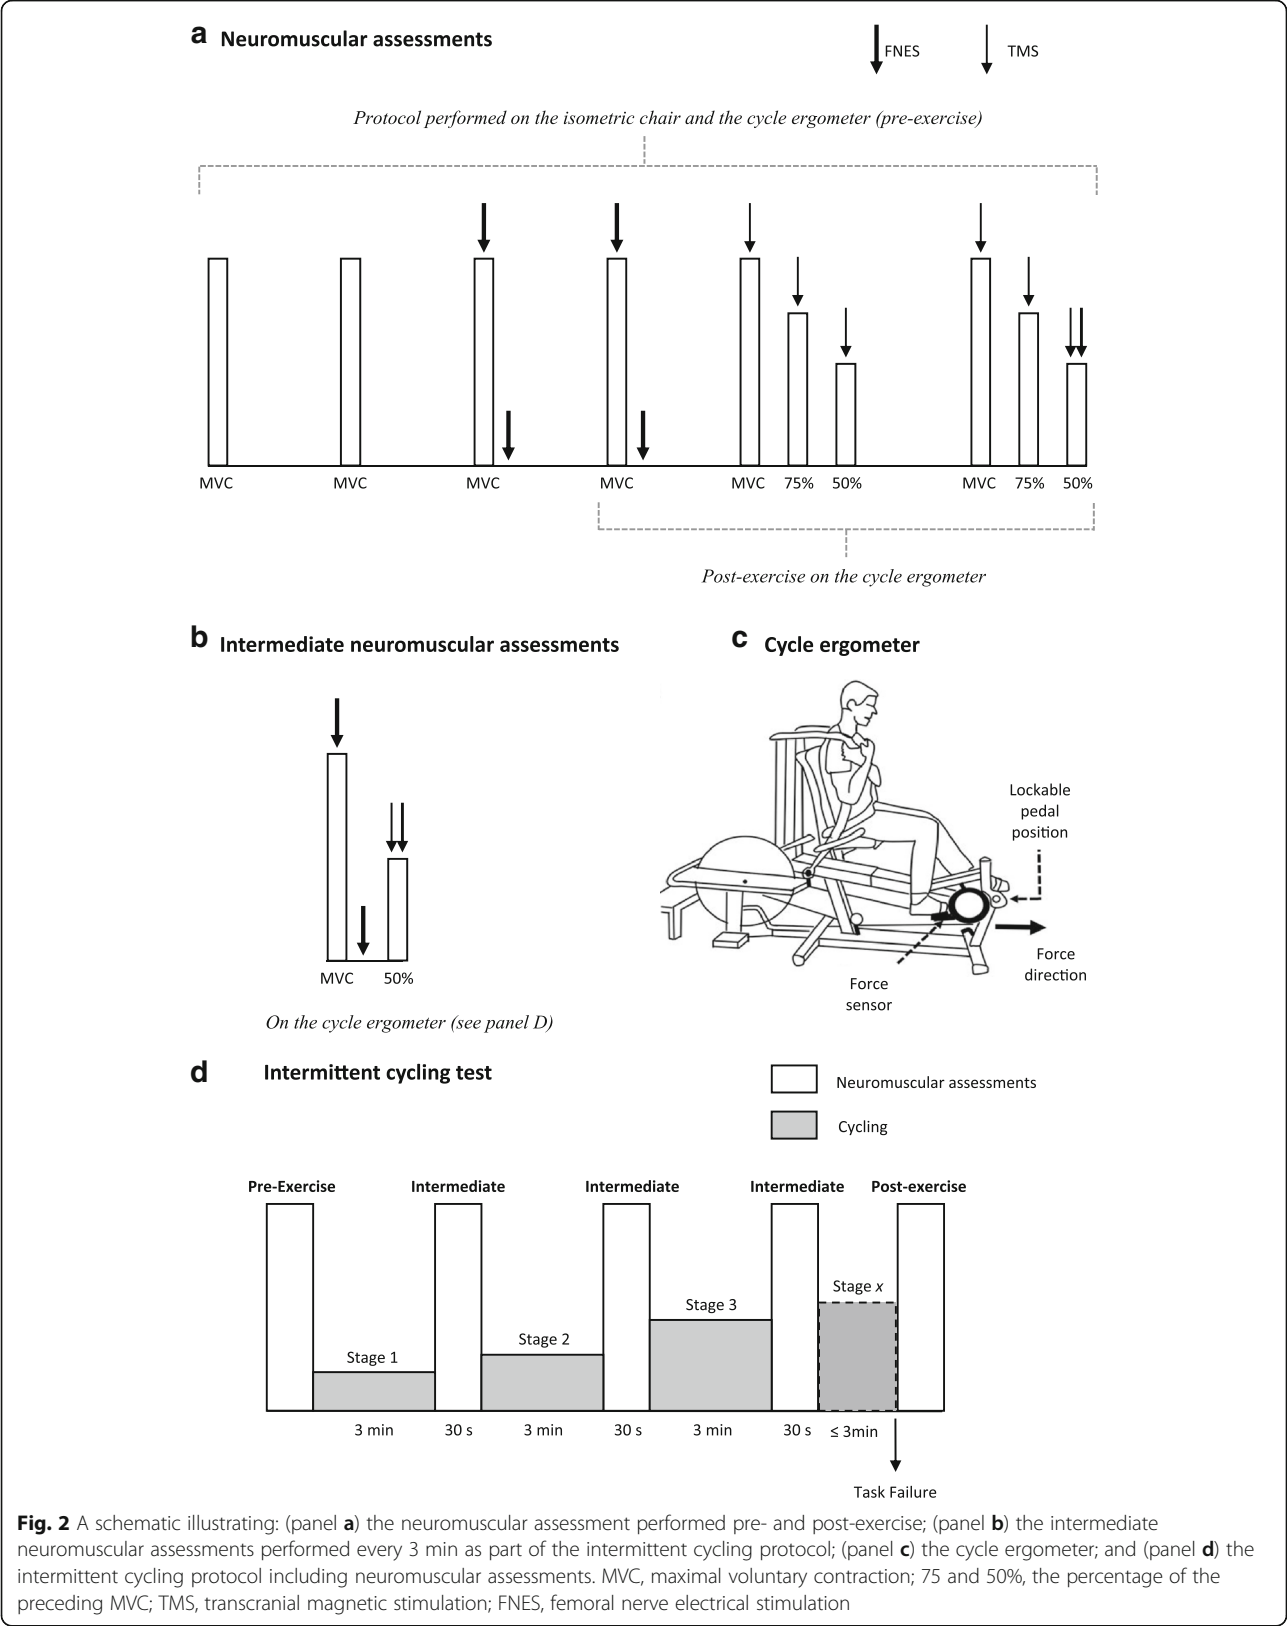 a Neuromuscular assessments
FNES
TMS
Protocol performed on the isometric chair and the cycle ergometer (pre-exercise)
MVC MVC MVC MVC MVC 75% 50% MVC 75% 50%
Post-exercise on the cycle ergometer
b Intermediate neuromuscular assessments
MVC 50%
On the cycle ergometer (see panel D)
c Cycle ergometer
Lockable
pedal
position
Force
direction
Force
sensor
d Intermittent cycling test
Neuromuscular assessments
Cycling
Pre-Exercise Intermediate Intermediate Intermediate Post-exercise
Stage x
Stage 3
Stage 2
Stage 1
3 min 30 s 3 min 30 s 3 min 30 s ≤ 3min
Task Failure
Fig. 2 A schematic illustrating: (panel a) the neuromuscular assessment performed pre- and post-exercise; (panel b) the intermediate
neuromuscular assessments performed every 3 min as part of the intermittent cycling protocol; (panel c) the cycle ergometer; and (panel d) the
intermittent cycling protocol including neuromuscular assessments. MVC, maximal voluntary contraction; 75 and 50%, the percentage of the
preceding MVC; TMS, transcranial magnetic stimulation; FNES, femoral nerve electrical stimulation